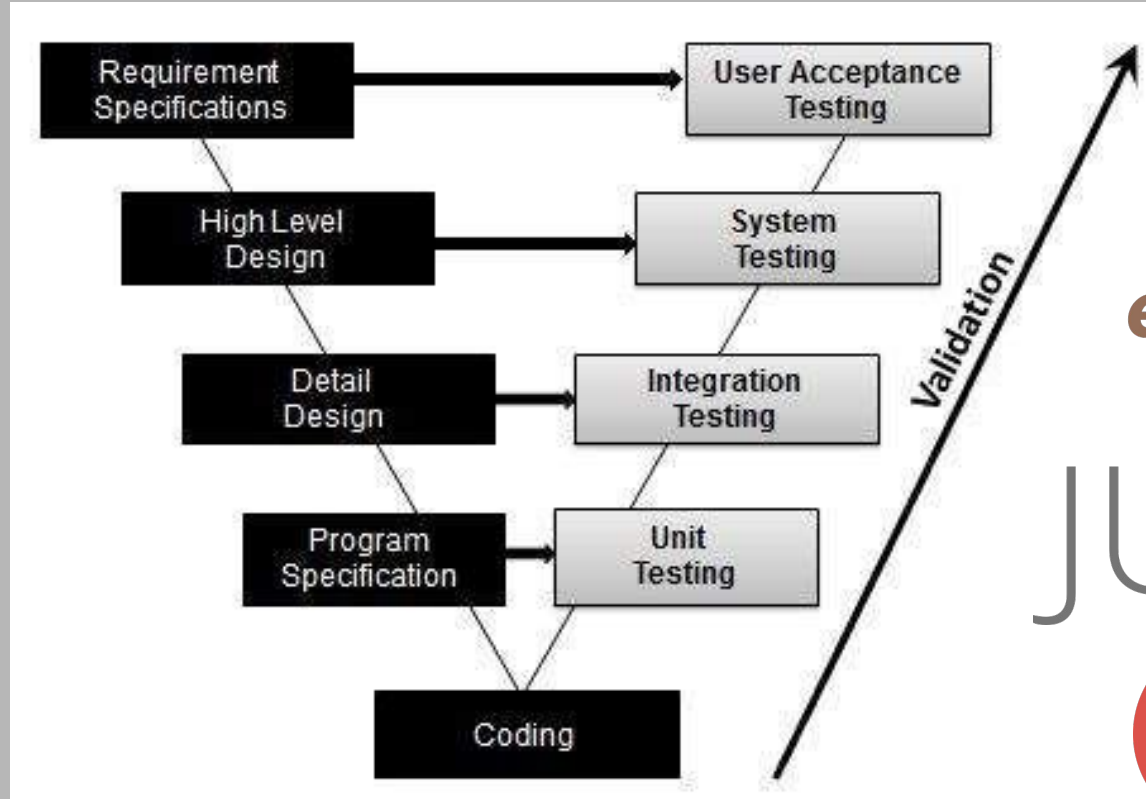 Requirement
Specifications
User Acceptance
Testing
High Level
Design
System
Testing
Detail
Design
Integration
Testing
Program
Specification
Unit
Testing
Coding
Validation
e
JU